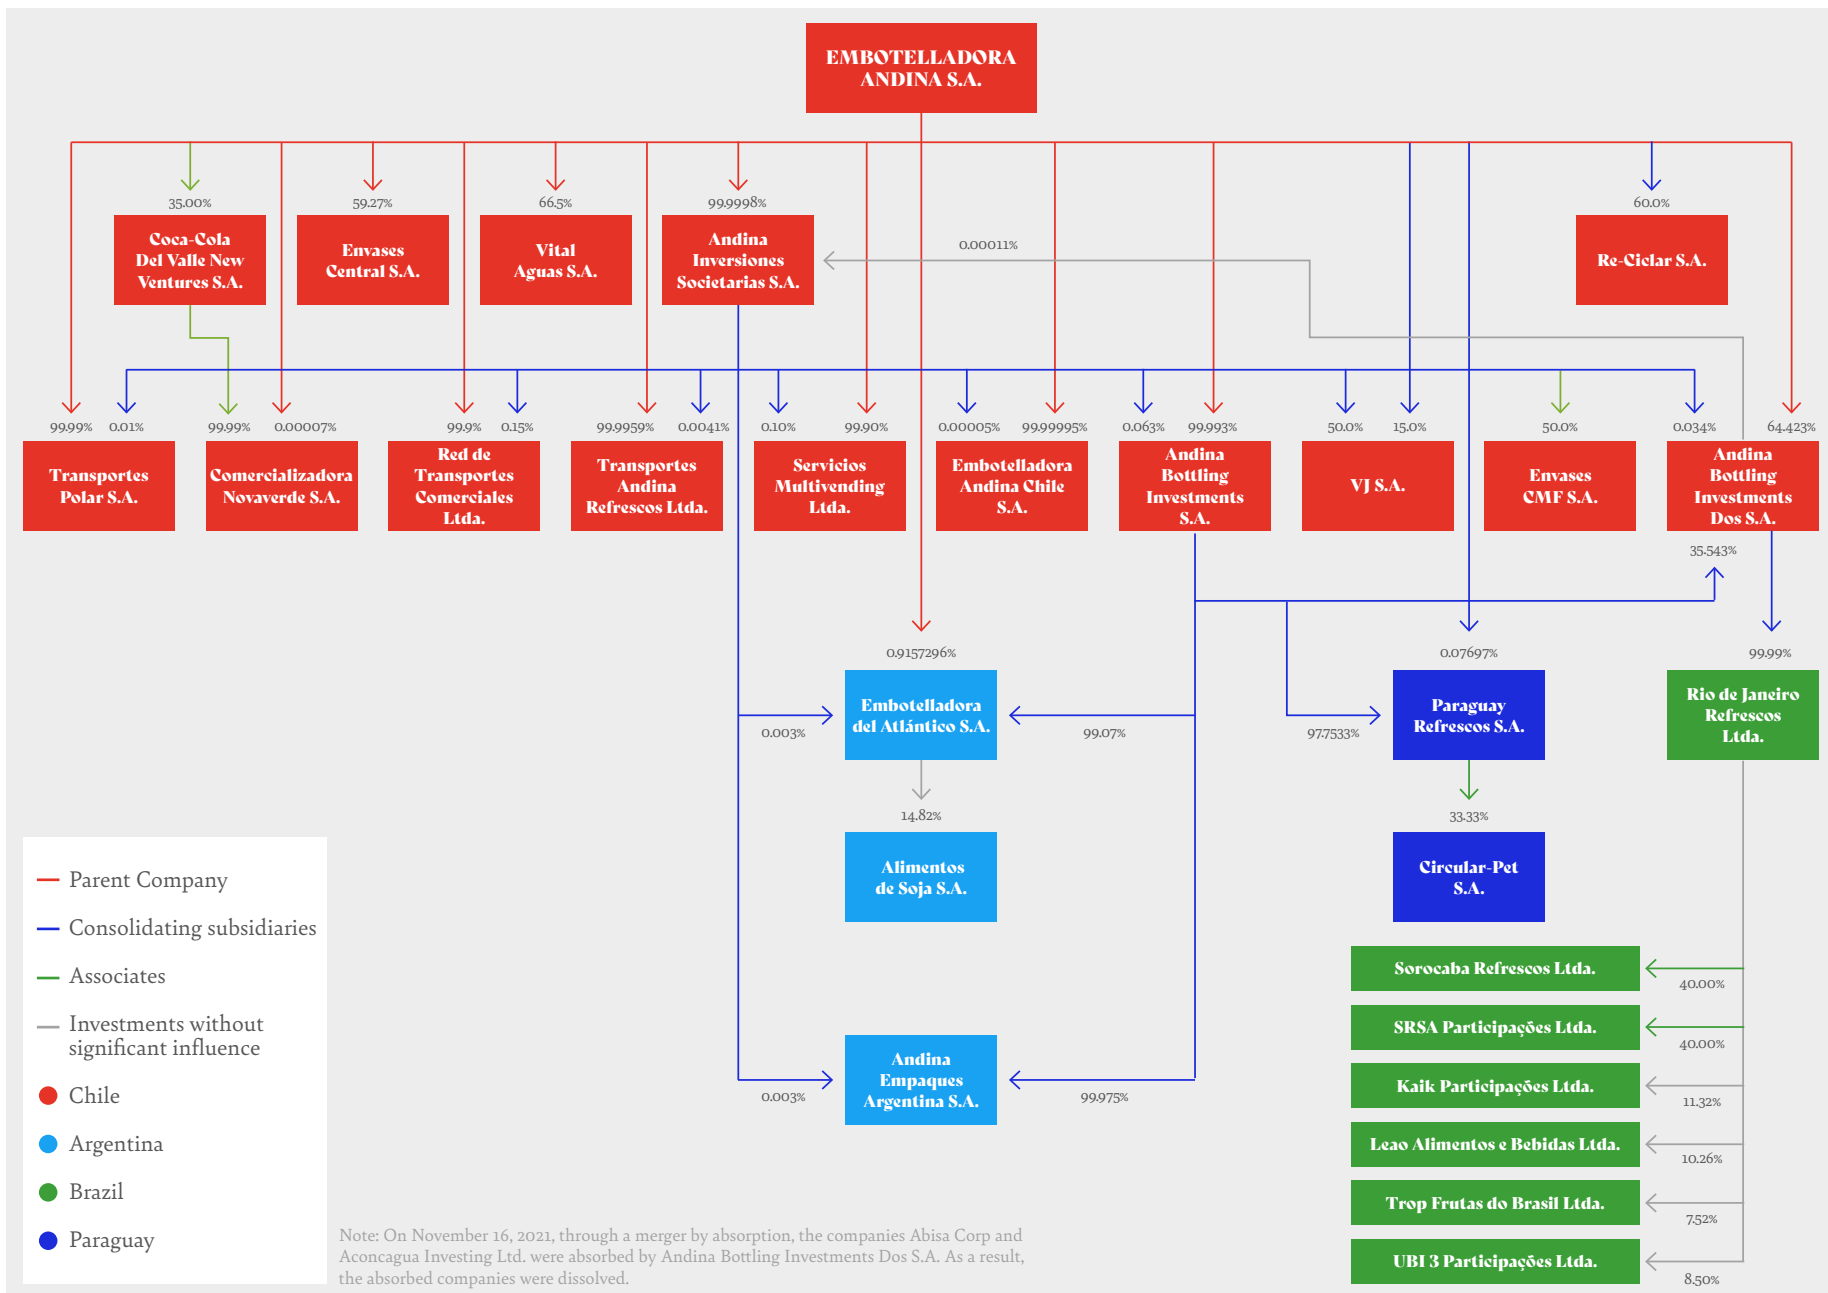 EMBOTELLADORA
ANDINA S.A.
35.00%
59.27%
66.5%
99.9998%
60.0%
Coca-Cola
Del Valle New
Ventures S.A.
Envases
Central S.A.
Vital
Aguas S.A.
Andina
Inversiones
Societarias S.A.
0.00011%
Re-Ciclar S.A.
99.99%
0.01%
99.99%
0.00007%
99.9%
0.15%
99.9959%
0.0041%
0.10%
99.90%
0.00005%
99.99995%
0.063%
99.993%
50.0%
15.0%
50.0%
0.034%
64.423%
Transportes
Polar S.A.
Comercializadora
Novaverde S.A.
Red de
Transportes
Comerciales
Ltda.
Transportes
Andina
Refrescos Ltda.
Servicios
Multivending
Ltda.
Embotelladora
Andina Chile
S.A.
Andina
Bottling
Investments
S.A.
VJ S.A.
Envases
CMF S.A.
Andina
Bottling
Investments
Dos S.A.
35.543%
0.9157296%
0.07697%
99.99%
Embotelladora
del Atlántico S.A.
0.003%
99.07%
97.7533%
Paraguay
Refrescos S.A.
Rio de Janeiro
Refrescos
Ltda.
14.82%
33.33%
Alimentos
de Soja S.A.
Circular-Pet
S.A.
Sorocaba Refrescos Ltda.
40.00%
SRSA Participações Ltda.
40.00%
Kaik Participações Ltda.
11.32%
Leao Alimentos e Bebidas Ltda.
10.26%
Trop Frutas do Brasil Ltda.
7.52%
UBI 3 Participações Ltda.
8.50%
Andina
Empaques
Argentina S.A.
0.003%
99.975%
Parent Company
Consolidating subsidiaries
Associates
Investments without
significant influence
Chile
Argentina
Brazil
Paraguay
Note: On November 16, 2021, through a merger by absorption, the companies Abisa Corp and
Aconcagua Investing Ltd. were absorbed by Andina Bottling Investments Dos S.A. As a result,
the absorbed companies were dissolved.